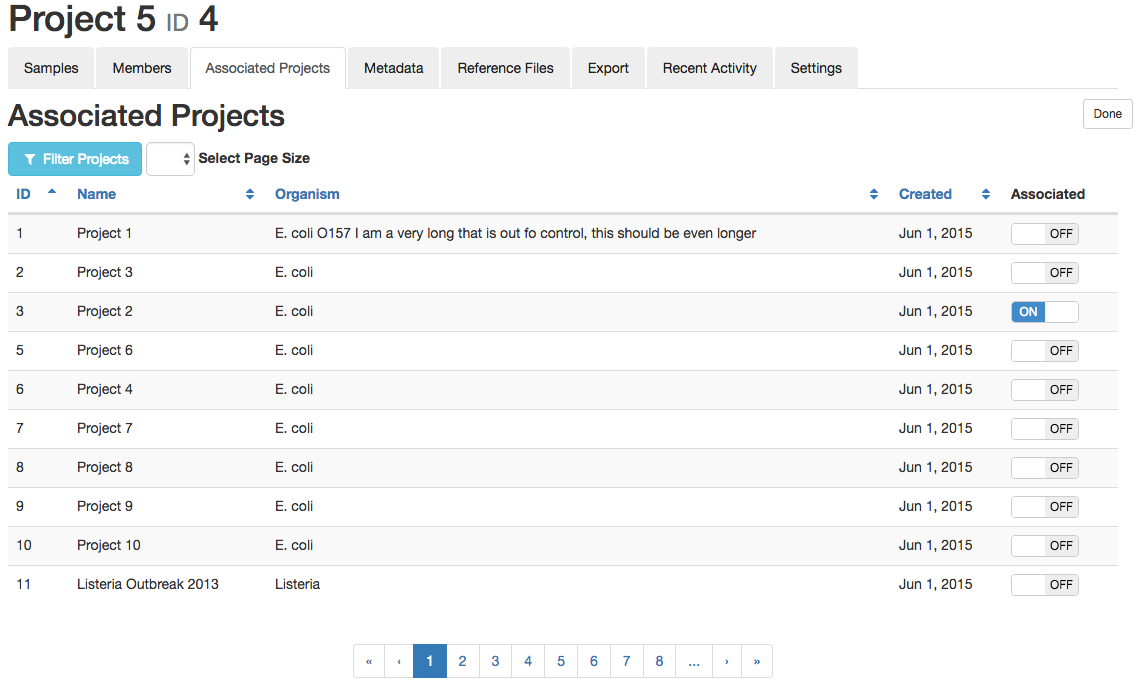 Project 5 ID 4
Samples Members Associated Projects Metadata Reference Files Export Recent Activity Settings
Associated Projects Done
Filter Projects Select Page Size
ID Name Organism Created Associated
1 Project 1 E. coli O157 I am a very long that is out fo control, this should be even longer Jun 1, 2015 OFF
2 Project 3 E. coli Jun 1, 2015 OFF
3 Project 2 E. coli Jun 1, 2015 ON
5 Project 6 E. coli Jun 1, 2015 OFF
6 Project 4 E. coli Jun 1, 2015 OFF
7 Project 7 E. coli Jun 1, 2015 OFF
8 Project 8 E. coli Jun 1, 2015 OFF
9 Project 9 E. coli Jun 1, 2015 OFF
10 Project 10 E. coli Jun 1, 2015 OFF
11 Listeria Outbreak 2013 Listeria Jun 1, 2015 OFF
« ‹ 1 2 3 4 5 6 7 8 ... › »